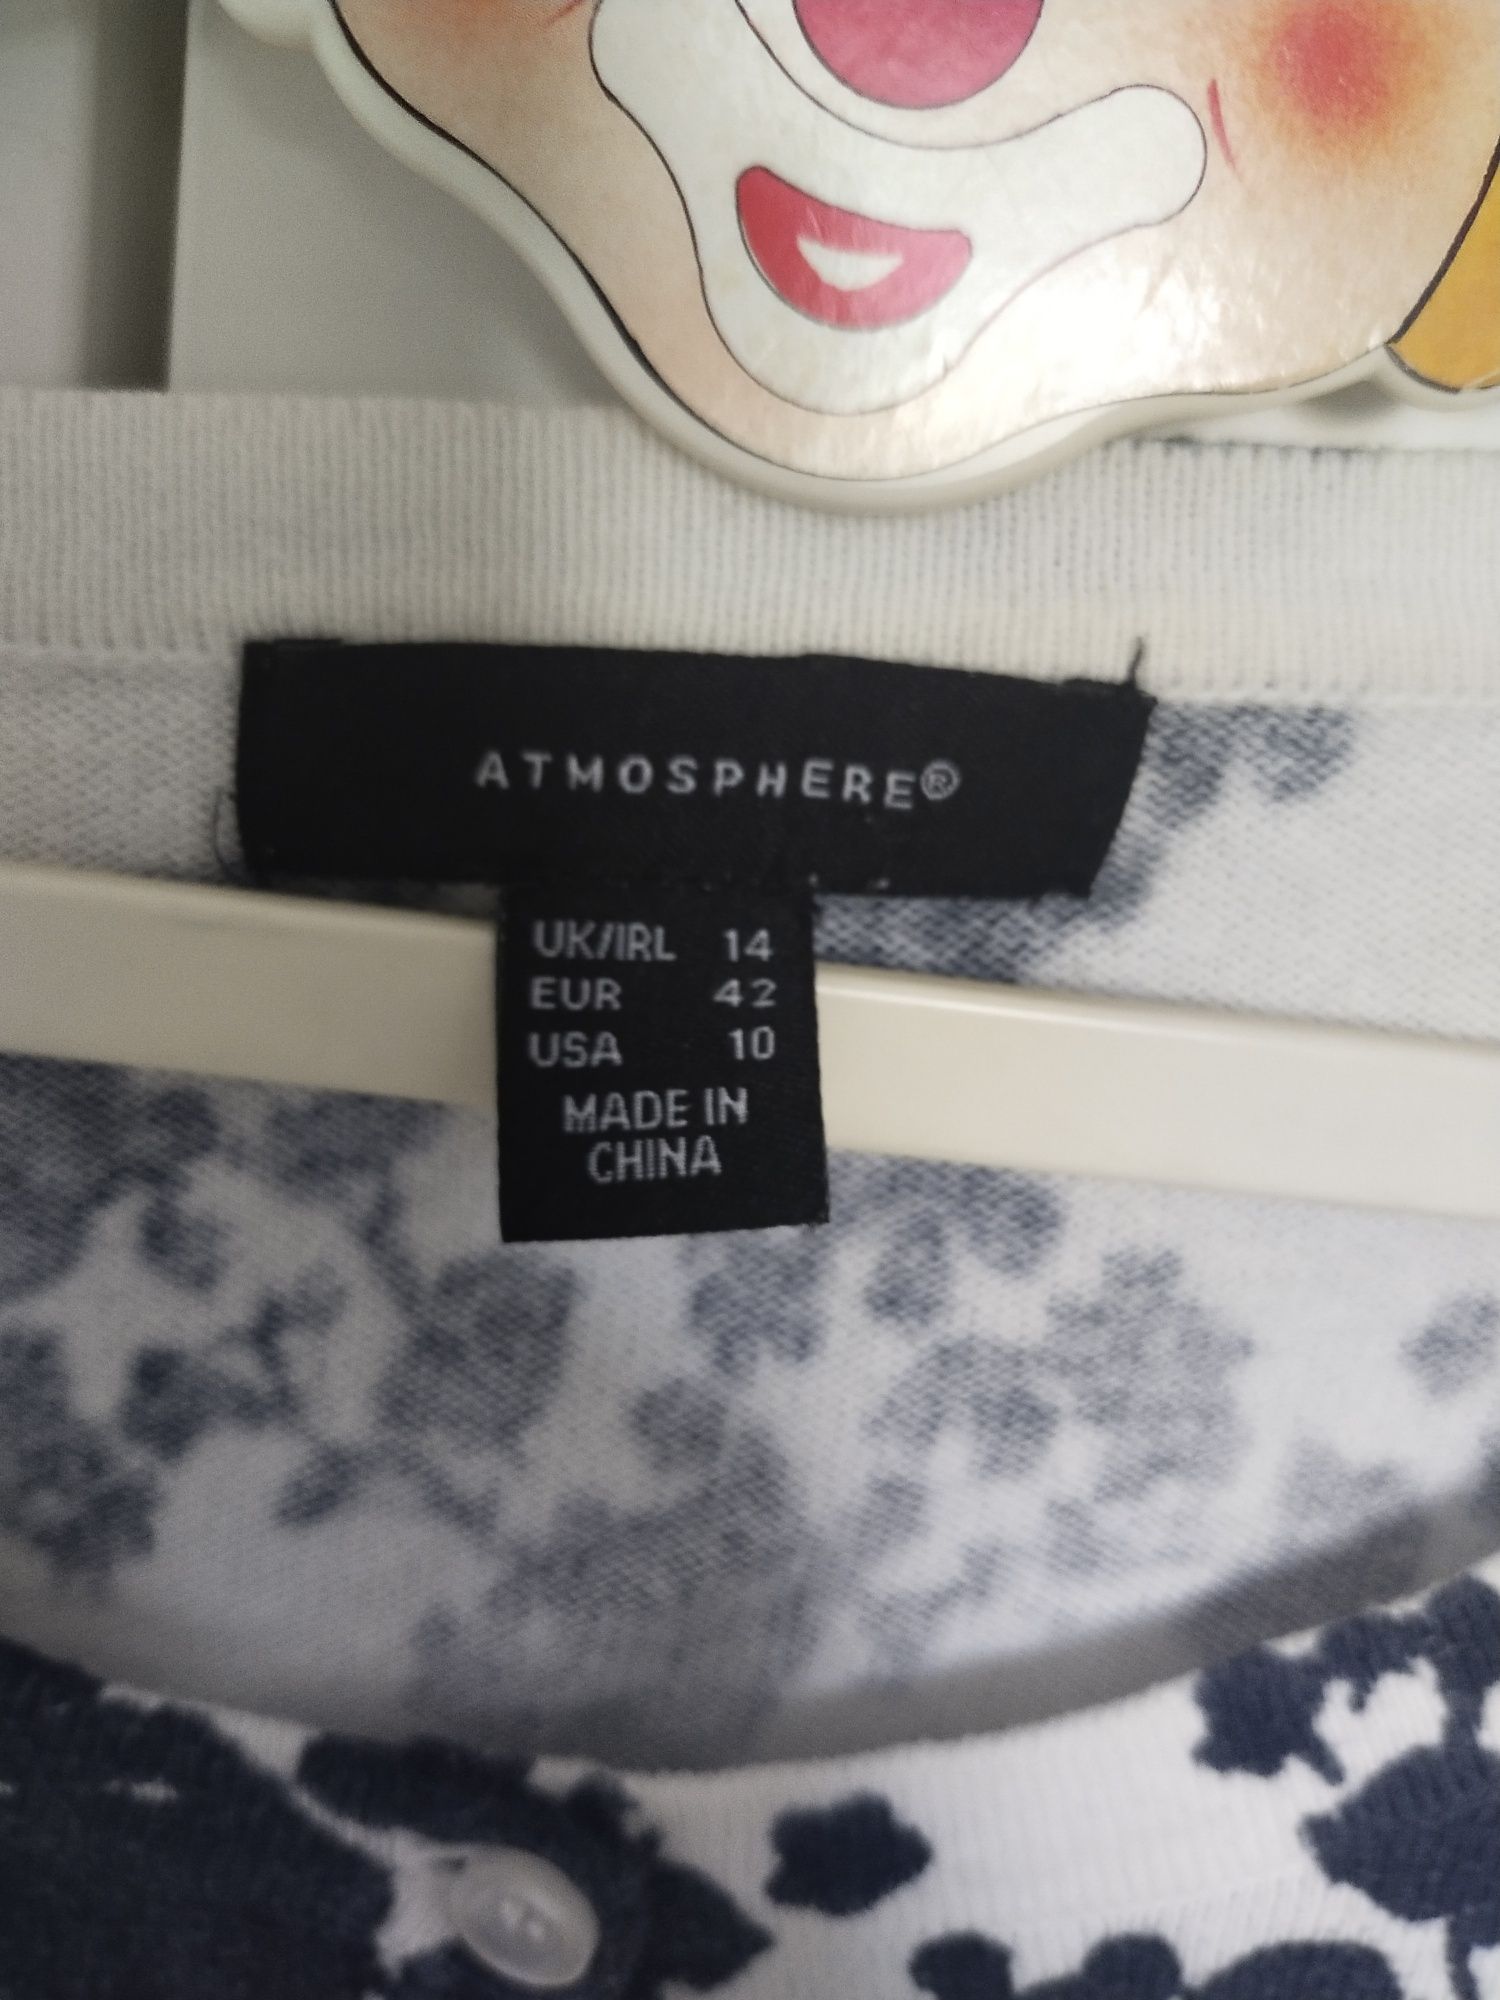 ATMOSPHERE®
UK/IRL 14
EUR 42
USA 10
MADE IN
CHINA